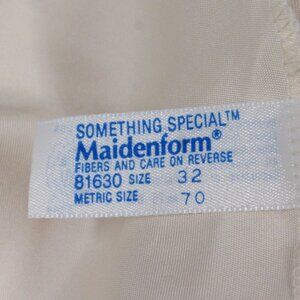 SOMETHING SPECIAL™
Maidenform®
FIBERS AND CARE ON REVERSE
81630 SIZE 32
METRIC SIZE 70